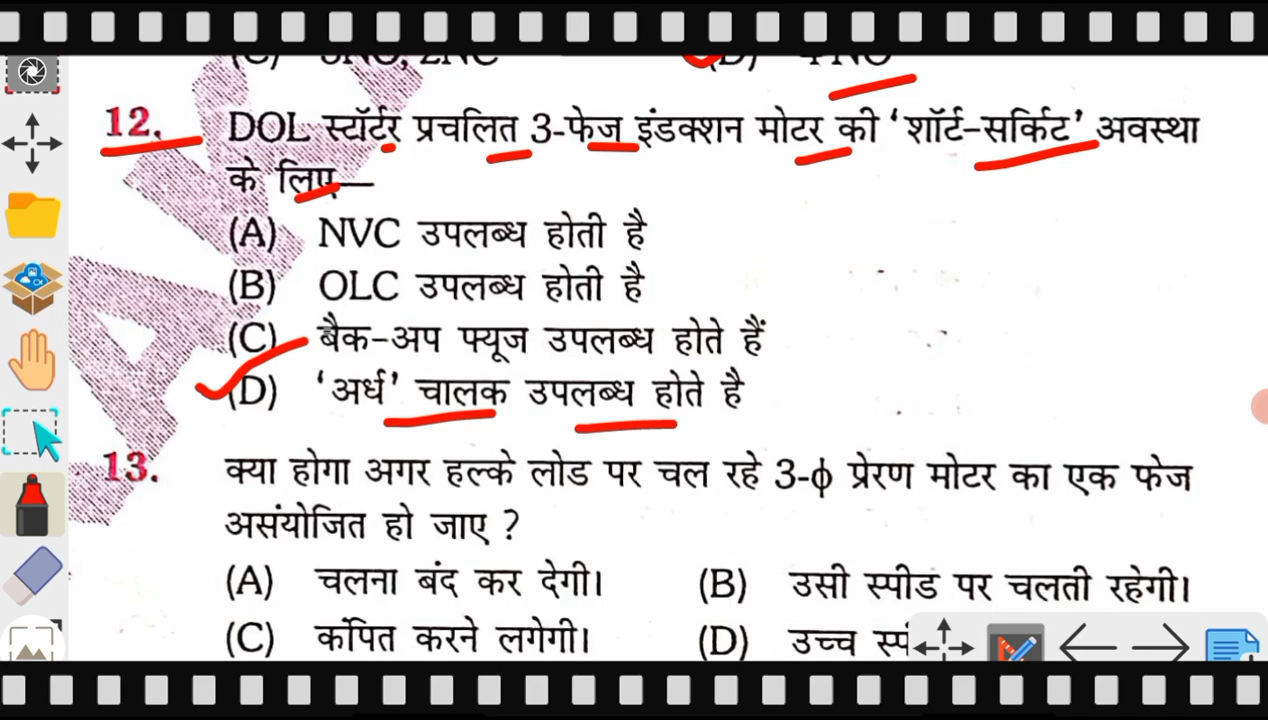 12. DOL स्टॉर्टर प्रचलित 3-फेज इंडक्शन मोटर की ‘शॉर्ट-सर्किट’ अवस्था
के लिए—
(A) NVC उपलब्ध होती है
(B) OLC उपलब्ध होती है
(C) बैक-अप फ्यूज उपलब्ध होते हैं
(D) ‘अर्ध’ चालक उपलब्ध होते है
13. क्या होगा अगर हल्के लोड पर चल रहे 3-ϕ प्रेरण मोटर का एक फेज
असंयोजित हो जाए ?
(A) चलना बंद कर देगी। (B) उसी स्पीड पर चलती रहेगी।
(C) कंपित करने लगेगी। (D) उच्च